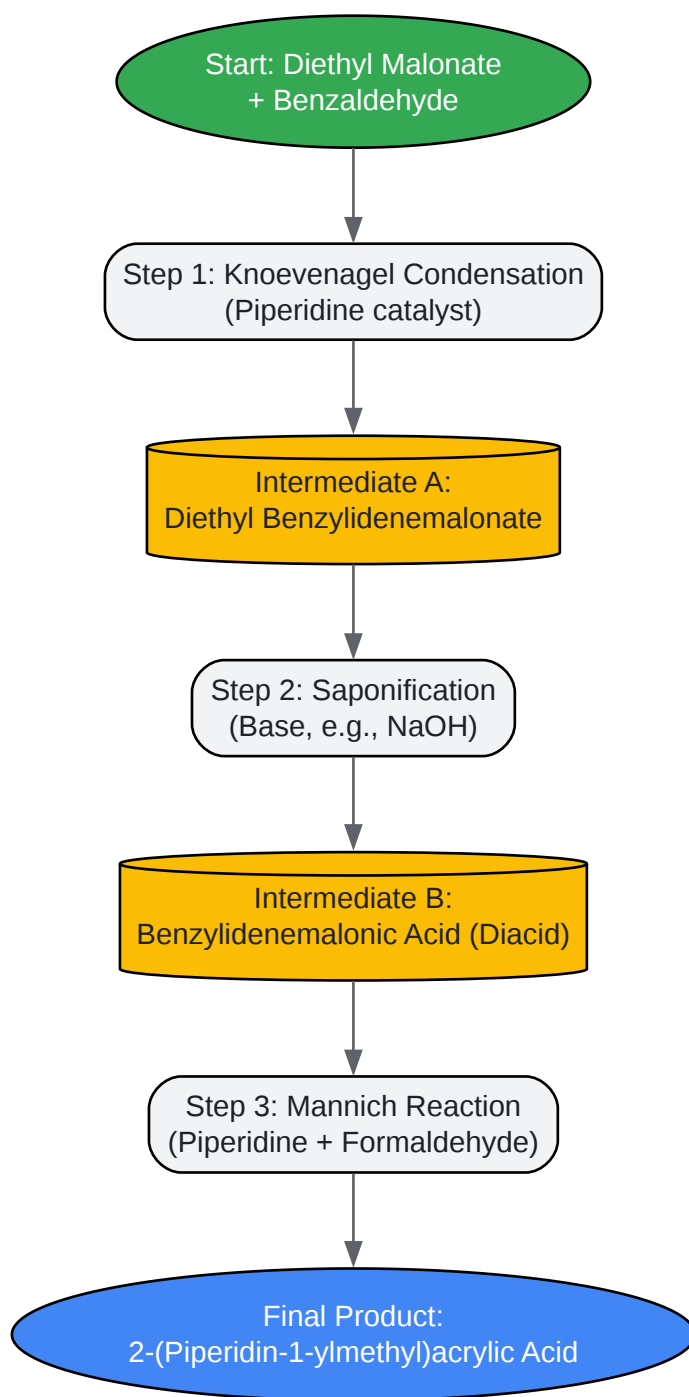 Start: Diethyl Malonate
+ Benzaldehyde
Step 1: Knoevenagel Condensation
(Piperidine catalyst)
Intermediate A:
Diethyl Benzylidenemalonate
Step 2: Saponification
(Base, e.g., NaOH)
Intermediate B:
Benzylidenemalonic Acid (Diacid)
Step 3: Mannich Reaction
(Piperidine + Formaldehyde)
Final Product:
2-(Piperidin-1-ylmethyl)acrylic Acid